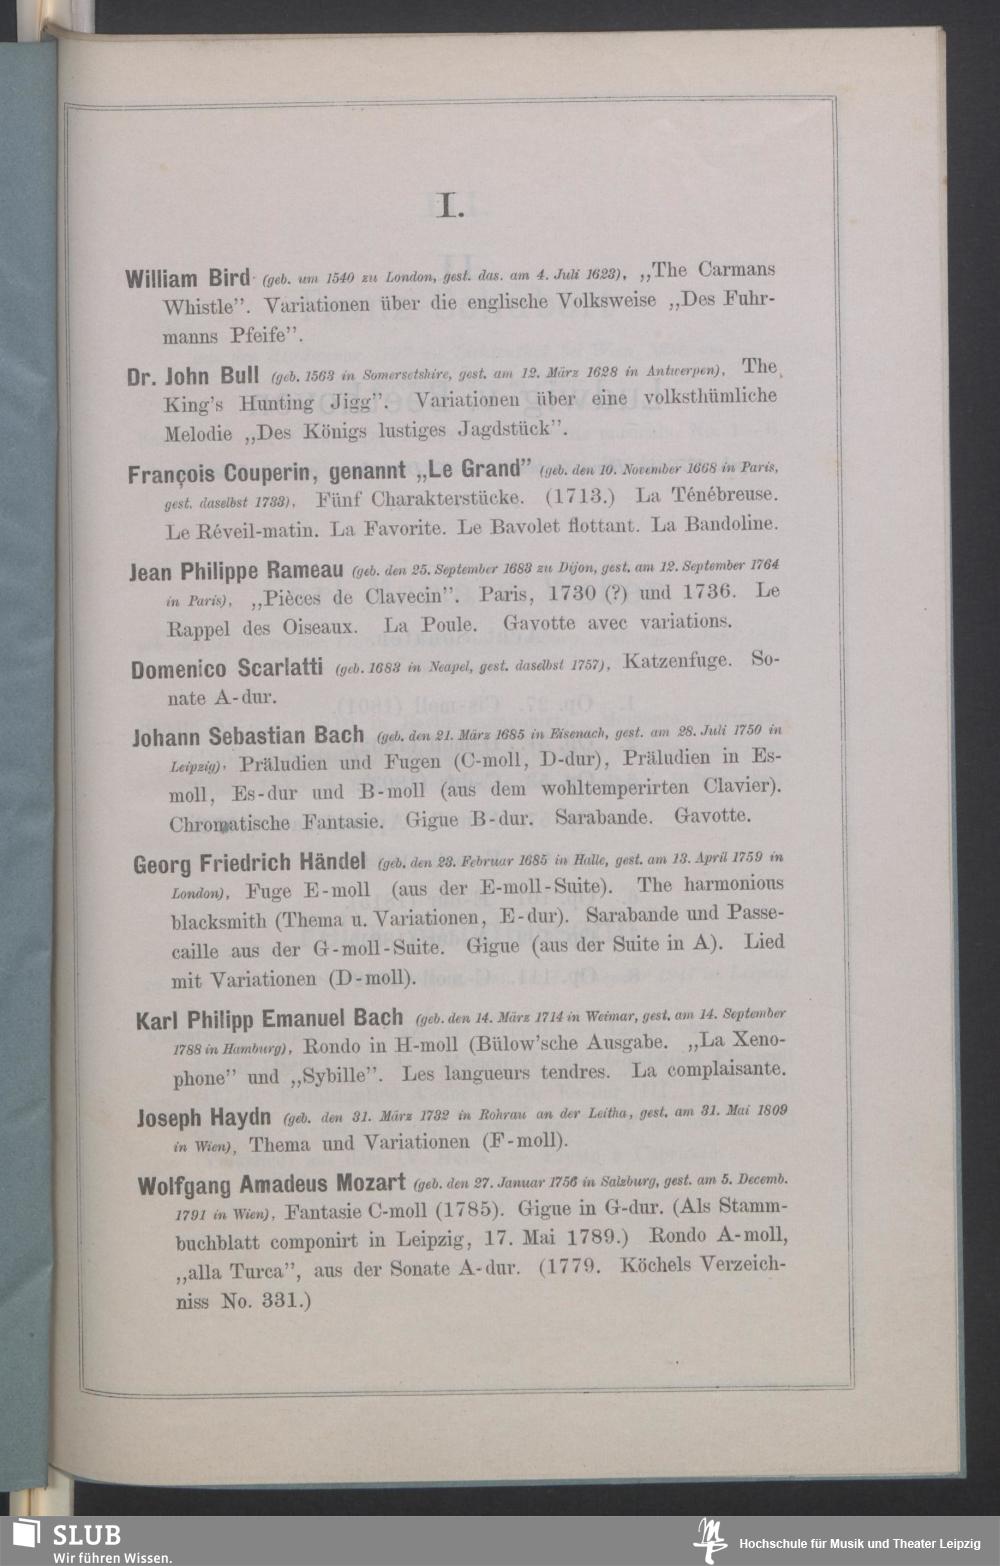 I.
William Bird (geb. um 1540 zu London, gest. das. am 4. Juli 1623), „The Carmans
Whistle”. Variationen über die englische Volksweise „Des Fuhr-
manns Pfeife”.
Dr. John Bull (geb. 1563 in Somersetshire, gest. am 12. März 1628 in Antwerpen), The
King's Hunting Jigg”. Variationen über eine volksthümliche
Melodie „Des Königs lustiges Jagdstück”.
François Couperin, genannt „Le Grand” (geb. den 10. November 1668 in Paris,
gest. daselbst 1733), Fünf Charakterstücke. (1713.) La Ténébreuse.
Le Réveil-matin. La Favorite. Le Bavolet flottant. La Bandoline.
Jean Philippe Rameau (geb. den 25. September 1683 zu Dijon, gest. am 12. September 1764
in Paris), „Pièces de Clavecin”. Paris, 1730 (?) und 1736. Le
Rappel des Oiseaux. La Poule. Gavotte avec variations.
Domenico Scarlatti (geb. 1683 in Neapel, gest. daselbst 1757), Katzenfuge. So-
nate A-dur.
Johann Sebastian Bach (geb. den 21. März 1685 in Eisenach, gest. am 28. Juli 1750 in
Leipzig), Präludien und Fugen (C-moll, D-dur), Präludien in Es-
moll, Es-dur und B-moll (aus dem wohltemperirten Clavier).
Chromatische Fantasie. Gigue B-dur. Sarabande. Gavotte.
Georg Friedrich Händel (geb. den 23. Februar 1685 in Halle, gest. am 13. April 1759 in
London), Fuge E-moll (aus der E-moll-Suite). The harmonious
blacksmith (Thema u. Variationen, E-dur). Sarabande und Passe-
caille aus der G-moll-Suite. Gigue (aus der Suite in A). Lied
mit Variationen (D-moll).
Karl Philipp Emanuel Bach (geb. den 14. März 1714 in Weimar, gest. am 14. September
1788 in Hamburg), Rondo in H-moll (Bülow'sche Ausgabe. „La Xeno-
phone” und „Sybille”. Les langueurs tendres. La complaisante.
Joseph Haydn (geb. den 31. März 1732 in Rohrau an der Leitha, gest. am 31. Mai 1809
in Wien), Thema und Variationen (F-moll).
Wolfgang Amadeus Mozart (geb. den 27. Januar 1756 in Salzburg, gest. am 5. Decemb.
1791 in Wien), Fantasie C-moll (1785). Gigue in G-dur. (Als Stamm-
buchblatt componirt in Leipzig, 17. Mai 1789.) Rondo A-moll,
„alla Turca”, aus der Sonate A-dur. (1779. Köchels Verzeich-
niss No. 331.)
SLUB
Wir führen Wissen.
Hochschule für Musik und Theater Leipzig